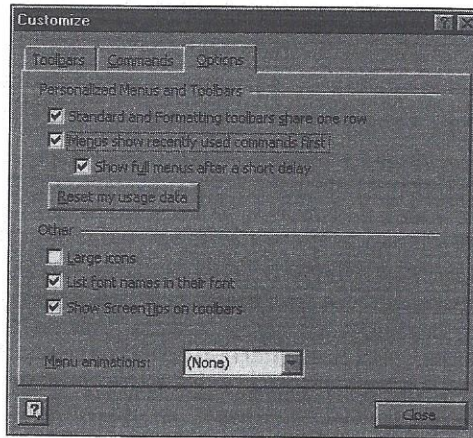 Customize
Toolbars Commands Options
Personalized Menus and Toolbars
Standard and Formatting toolbars share one row
Menus show recently used commands first
Show full menus after a short delay
Reset my usage data
Other
Large icons
List font names in their font
Show ScreenTips on toolbars
Menu animations: (None)
Close